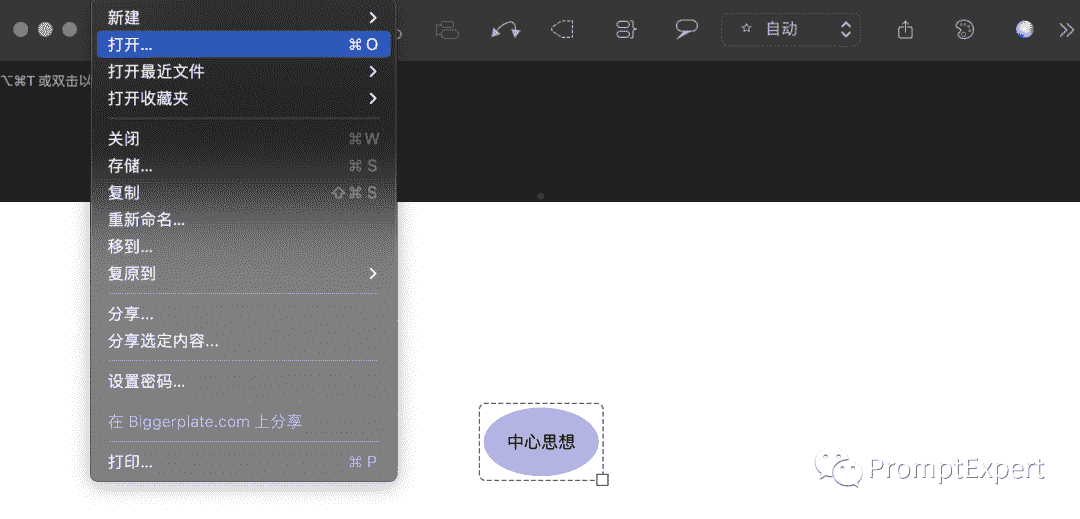 新建
打开... ⌘ O
打开最近文件
打开收藏夹
关闭 ⌘ W
存储... ⌘ S
复制 ⇧ ⌘ S
重新命名...
移到...
复原到
分享...
分享选定内容...
设置密码...
在 Biggerplate.com 上分享
打印... ⌘ P
自动
⌥⌘T 或双击以
中心思想
PromptExpert